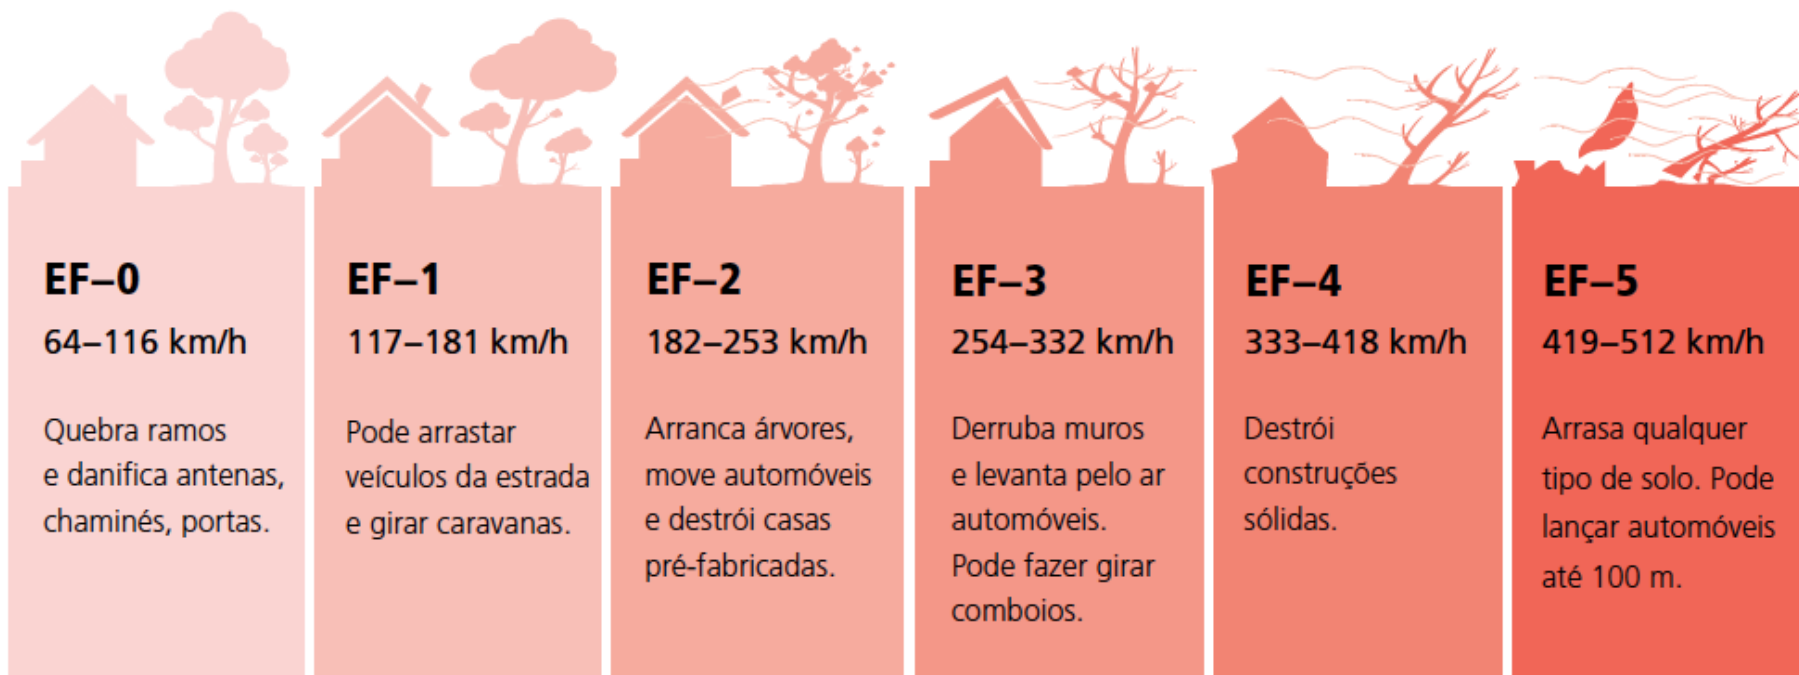 EF–0
64–116 km/h
Quebra ramos
e danifica antenas,
chaminés, portas.
EF–1
117–181 km/h
Pode arrastar
veículos da estrada
e girar caravanas.
EF–2
182–253 km/h
Arranca árvores,
move automóveis
e destrói casas
pré-fabricadas.
EF–3
254–332 km/h
Derruba muros
e levanta pelo ar
automóveis.
Pode fazer girar
comboios.
EF–4
333–418 km/h
Destrói
construções
sólidas.
EF–5
419–512 km/h
Arrasa qualquer
tipo de solo. Pode
lançar automóveis
até 100 m.